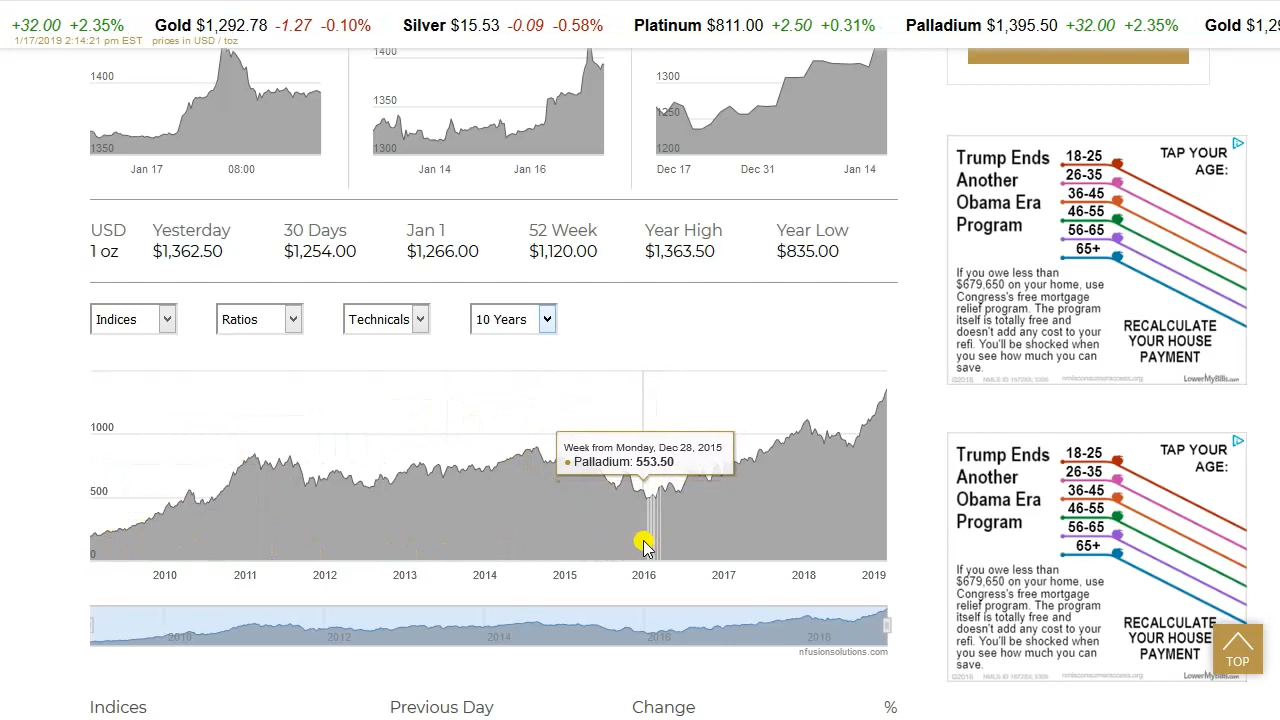 +32.00 +2.35% Gold $1,292.78 -1.27 -0.10% Silver $15.53 -0.09 -0.58% Platinum $811.00 +2.50 +0.31% Palladium $1,395.50 +32.00 +2.35% Gold $1,29
1/17/2019 2:14:21 pm EST prices in USD / toz
1400
1350
Jan 17 08:00
1400
1350
1300
Jan 14 Jan 16
1300
1250
1200
Dec 17 Dec 31 Jan 14
USD Yesterday 30 Days Jan 1 52 Week Year High Year Low
1 oz $1,362.50 $1,254.00 $1,266.00 $1,120.00 $1,363.50 $835.00
Indices Ratios Technicals 10 Years
1000
500
0
Week from Monday, Dec 28, 2015
Palladium: 553.50
2010 2011 2012 2013 2014 2015 2016 2017 2018 2019
2010 2012 2014 2016 2018
nfusionsolutions.com
Indices Previous Day Change %
Trump Ends
Another
Obama Era
Program
18-25
26-35
36-45
46-55
56-65
65+
TAP YOUR
AGE:
If you owe less than
$679,650 on your home, use
Congress's free mortgage
relief program. The program
itself is totally free and
doesn't add any cost to your
refi. You'll be shocked when
you see how much you can
save.
RECALCULATE
YOUR HOUSE
PAYMENT
LowerMyBills.com
Trump Ends
Another
Obama Era
Program
18-25
26-35
36-45
46-55
56-65
65+
TAP YOUR
AGE:
If you owe less than
$679,650 on your home, use
Congress's free mortgage
relief program. The program
itself is totally free and
doesn't add any cost to your
refi. You'll be shocked when
you see how much you can
save.
RECALCULATE
YOUR HOUSE
PAYMENT
TOP